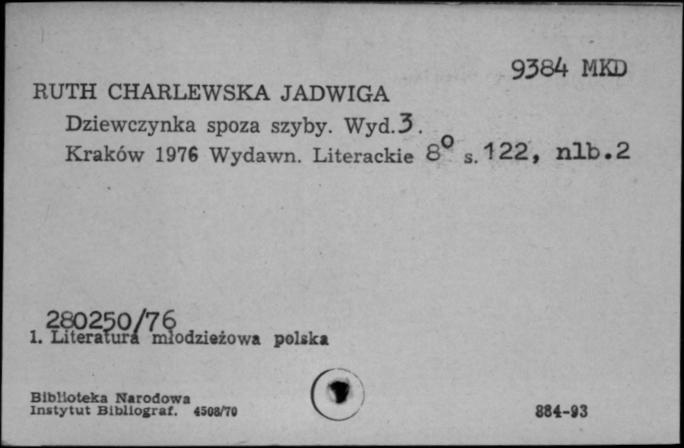 9384 MKD
RUTH CHARLEWSKA JADWIGA
Dziewczynka spoza szyby. Wyd.3.
Kraków 1976 Wydawn. Literackie 8° s.122, nlb.2
280250/76
1. Literatura młodzieżowa polska
Biblioteka Narodowa
Instytut Bibliograf. 4508/70
884-93